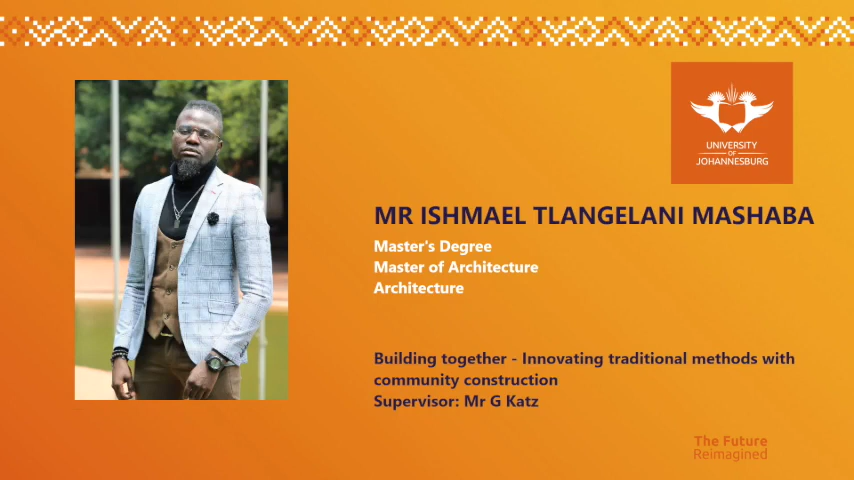 UNIVERSITY
OF
JOHANNESBURG
MR ISHMAEL TLANGELANI MASHABA
Master's Degree
Master of Architecture
Architecture
Building together - Innovating traditional methods with
community construction
Supervisor: Mr G Katz
The Future
Reimagined